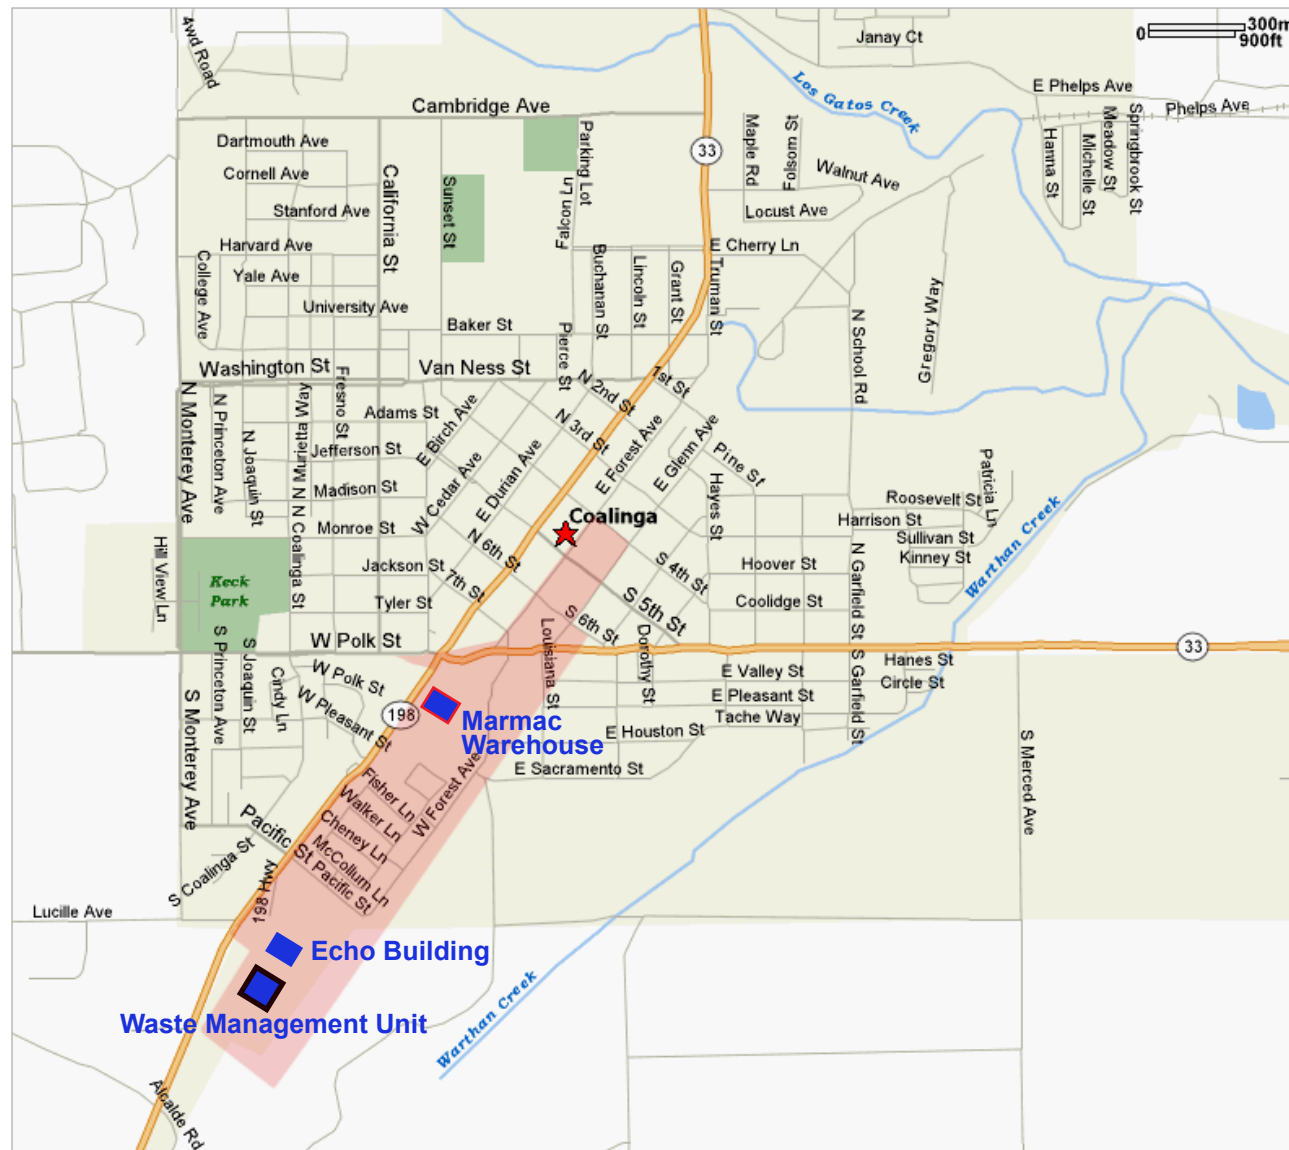 4wd Road
Janay Ct
0
300m
900ft
Los Gatos Creek
E Phelps Ave
Phelps Ave
Cambridge Ave
Parking Lot
Maple Rd
Folsom St
Hanna St
Michelle St
Meadow St
Springbrook St
Dartmouth Ave
33
Walnut Ave
Cornell Ave
California St
Sunset St
Falcon Ln
Stanford Ave
Locust Ave
Harvard Ave
E Cherry Ln
College Ave
Yale Ave
Buchanan St
Lincoln St
Grant St
Truman St
University Ave
N School Rd
Gregory Way
Baker St
Pierce St
Washington St
Van Ness St
1st St
N 2nd St
N Monterey Ave
N Princeton Ave
N Joaquin St
N Murietta Way
N Coalinga St
Fresno St
Adams St
E Birch Ave
N 3rd St
E Forest Ave
E Glenn Ave
Pine St
Jefferson St
W Cedar Ave
E Durian Ave
Hayes St
Patricia Ln
Madison St
Roosevelt St
Monroe St
Coalinga
Harrison St
Sullivan St
Kinney St
Warthan Creek
Hill View Ln
N 6th St
Jackson St
7th St
S 4th St
Hoover St
N Garfield St
Keck
Park
Tyler St
S 5th St
Coolidge St
S 6th St
W Polk St
Louisiana St
Dorothy St
33
S Princeton Ave
S Joaquin St
Cindy Ln
W Polk St
E Valley St
Hanes St
S Garfield St
Circle St
S Monterey Ave
W Pleasant St
198
E Pleasant St
Marmac
Warehouse
Tache Way
E Houston St
S Merced Ave
E Sacramento St
Fisher Ln
Walker Ln
W Forest Ave
Cheney Ln
McCollum Ln
Pacific
St
Pacific St
S Coalinga St
198 Hwy
Lucille Ave
Echo Building
Waste Management Unit
Warthan Creek
Alcalde Rd